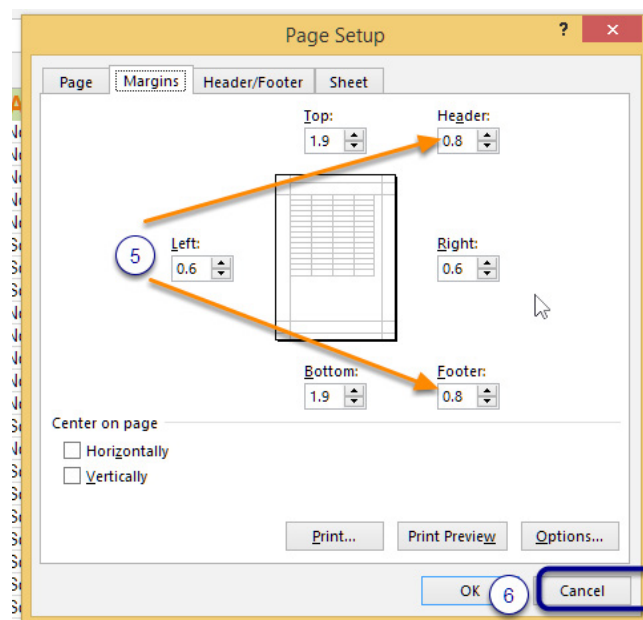 Page Setup
?
×
Page
Margins
Header/Footer
Sheet
Top:
1.9
Header:
0.8
5
Left:
0.6
Right:
0.6
Bottom:
1.9
Footer:
0.8
Center on page
Horizontally
Vertically
Print...
Print Preview
Options...
OK
6
Cancel